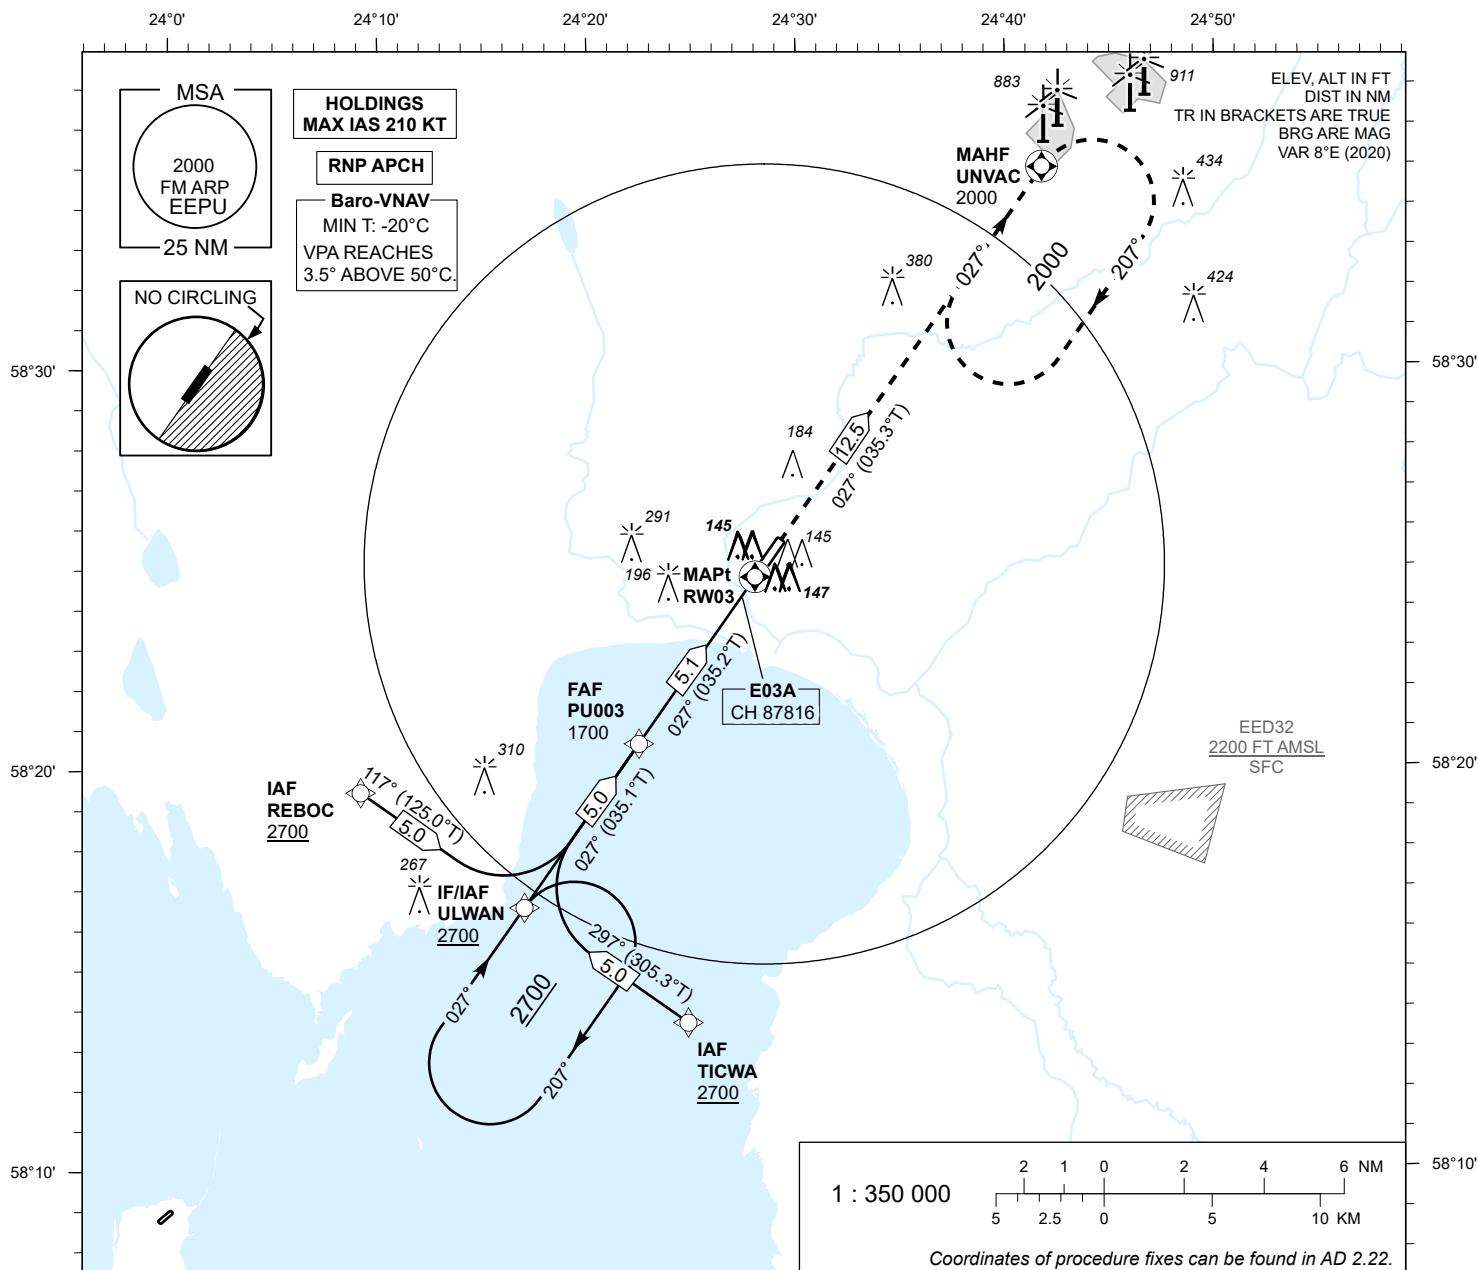 24°0'
24°10'
24°20'
24°30'
24°40'
24°50'
MSA
2000
FM ARP
EEPU
25 NM
HOLDINGS
MAX IAS 210 KT
RNP APCH
Baro-VNAV
MIN T: -20°C
VPA REACHES
3.5° ABOVE 50°C.
NO CIRCLING
883
911
ELEV, ALT IN FT
DIST IN NM
TR IN BRACKETS ARE TRUE
BRG ARE MAG
VAR 8°E (2020)
MAHF
UNVAC
2000
434
380
027°
2000
207°
424
58°30'
58°30'
12.5
027° (035.3°T)
184
291
145
145
196
MAPt
RW03
147
5.1
027° (035.2°T)
E03A
CH 87816
FAF
PU003
1700
310
EED32
2200 FT AMSL
SFC
58°20'
58°20'
IAF
REBOC
2700
117° (125.0°T)
5.0
5.0
027° (035.1°T)
267
IF/IAF
ULWAN
2700
297° (305.3°T)
5.0
027°
2700
207°
IAF
TICWA
2700
58°10'
58°10'
1 : 350 000
2 1 0 2 4 6 NM
5 2.5 0 5 10 KM
Coordinates of procedure fixes can be found in AD 2.22.